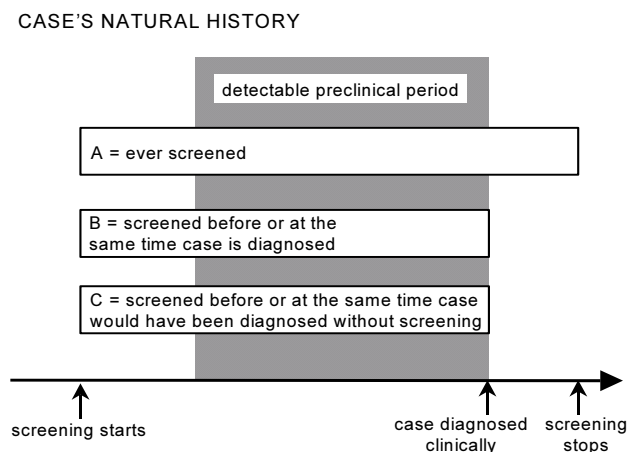 CASE'S NATURAL HISTORY
detectable preclinical period
A = ever screened
B = screened before or at the
same time case is diagnosed
C = screened before or at the same time case
would have been diagnosed without screening
screening starts
case diagnosed
clinically
screening
stops